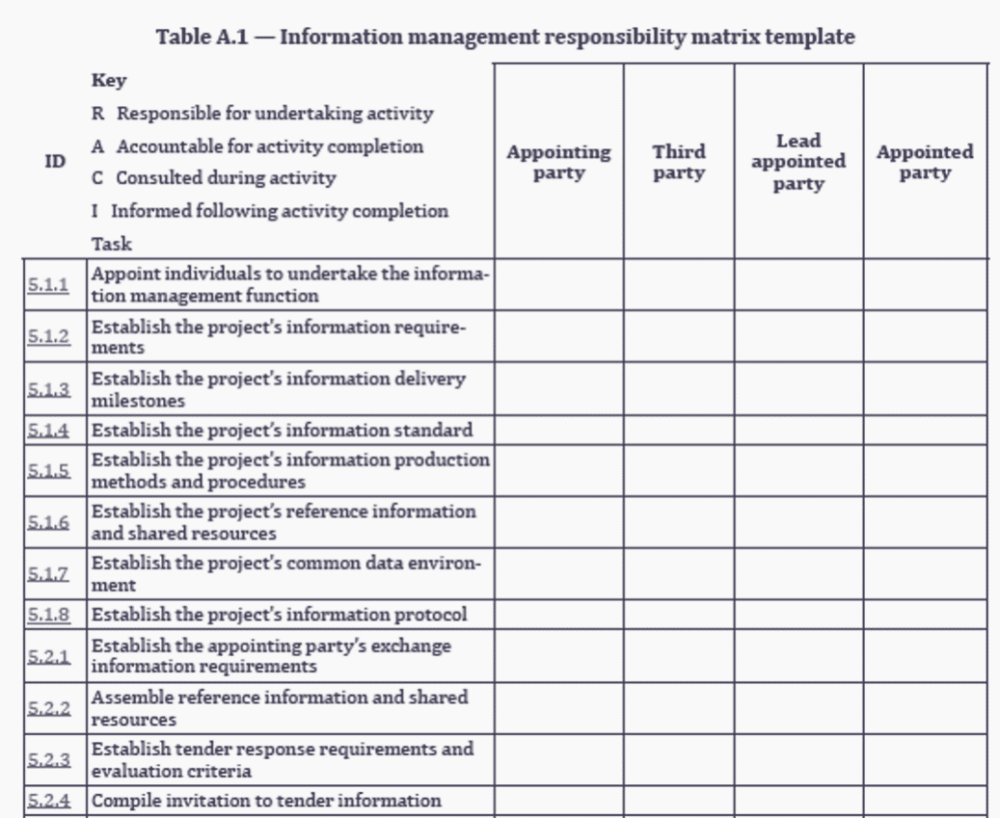 Table A.1 — Information management responsibility matrix template
Key
R Responsible for undertaking activity
A Accountable for activity completion
C Consulted during activity
I Informed following activity completion
ID
Task
Appointing
party
Third
party
Lead
appointed
party
Appointed
party
5.1.1 Appoint individuals to undertake the informa-
tion management function
5.1.2 Establish the project's information require-
ments
5.1.3 Establish the project's information delivery
milestones
5.1.4 Establish the project's information standard
5.1.5 Establish the project's information production
methods and procedures
5.1.6 Establish the project's reference information
and shared resources
5.1.7 Establish the project's common data environ-
ment
5.1.8 Establish the project's information protocol
5.2.1 Establish the appointing party's exchange
information requirements
5.2.2 Assemble reference information and shared
resources
5.2.3 Establish tender response requirements and
evaluation criteria
5.2.4 Compile invitation to tender information